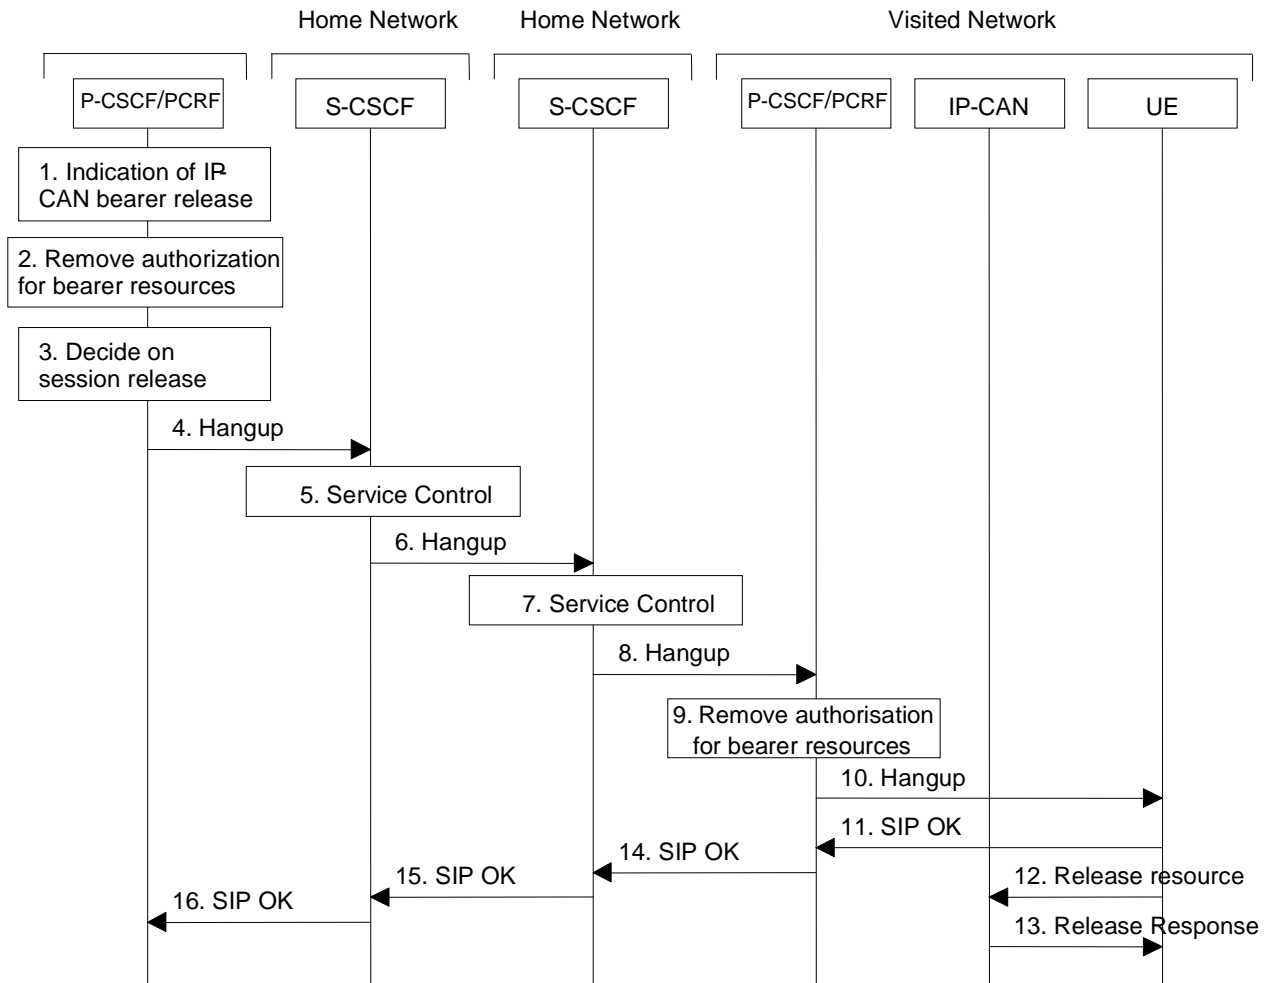 Home Network
Home Network
Visited Network
P-CSCF/PCRF
S-CSCF
S-CSCF
P-CSCF/PCRF
IP-CAN
UE
1. Indication of IP-
CAN bearer release
2. Remove authorization
for bearer resources
3. Decide on
session release
4. Hangup
5. Service Control
6. Hangup
7. Service Control
8. Hangup
9. Remove authorisation
for bearer resources
10. Hangup
11. SIP OK
14. SIP OK
15. SIP OK
12. Release resource
16. SIP OK
13. Release Response